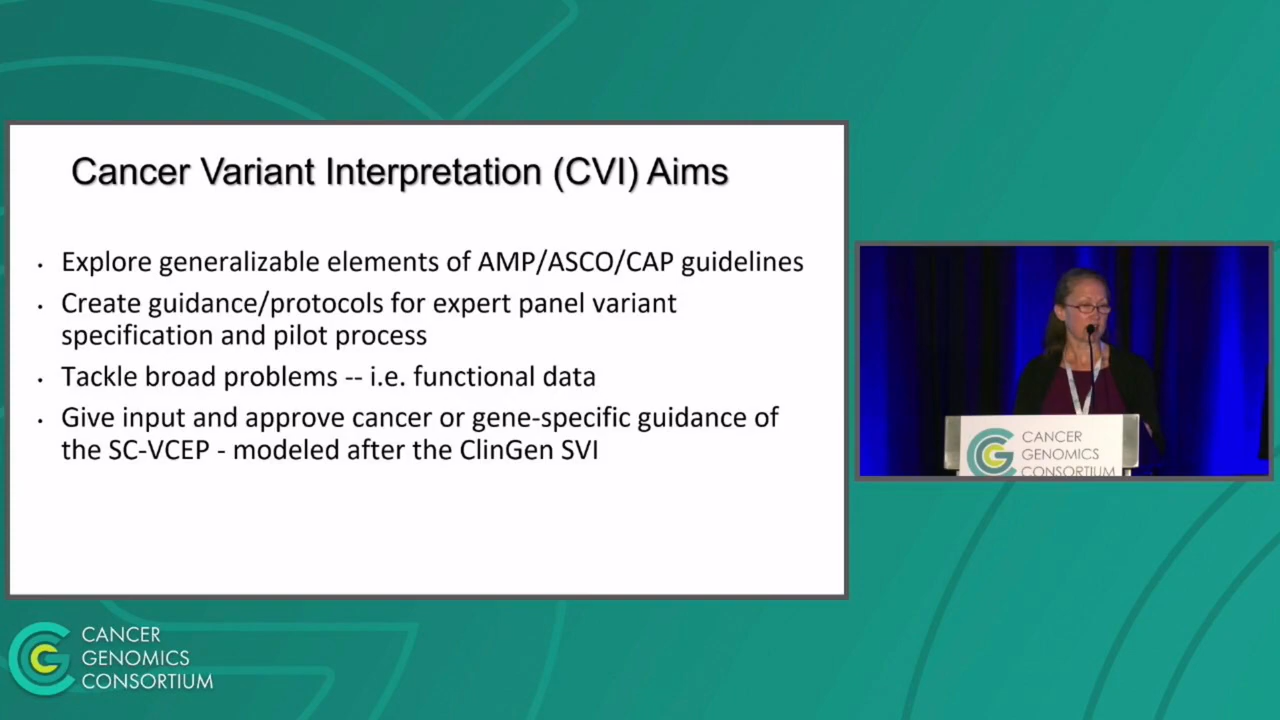 Cancer Variant Interpretation (CVI) Aims
• Explore generalizable elements of AMP/ASCO/CAP guidelines
• Create guidance/protocols for expert panel variant
specification and pilot process
• Tackle broad problems -- i.e. functional data
• Give input and approve cancer or gene-specific guidance of
the SC-VCEP - modeled after the ClinGen SVI
CANCER
GENOMICS
CONSORTIUM
CANCER
GENOMICS
CONSORTIUM